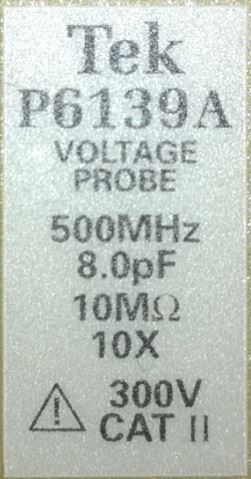 Tek
P6139A
VOLTAGE
PROBE
500MHz
8.0pF
10MΩ
10X
300V
CAT II